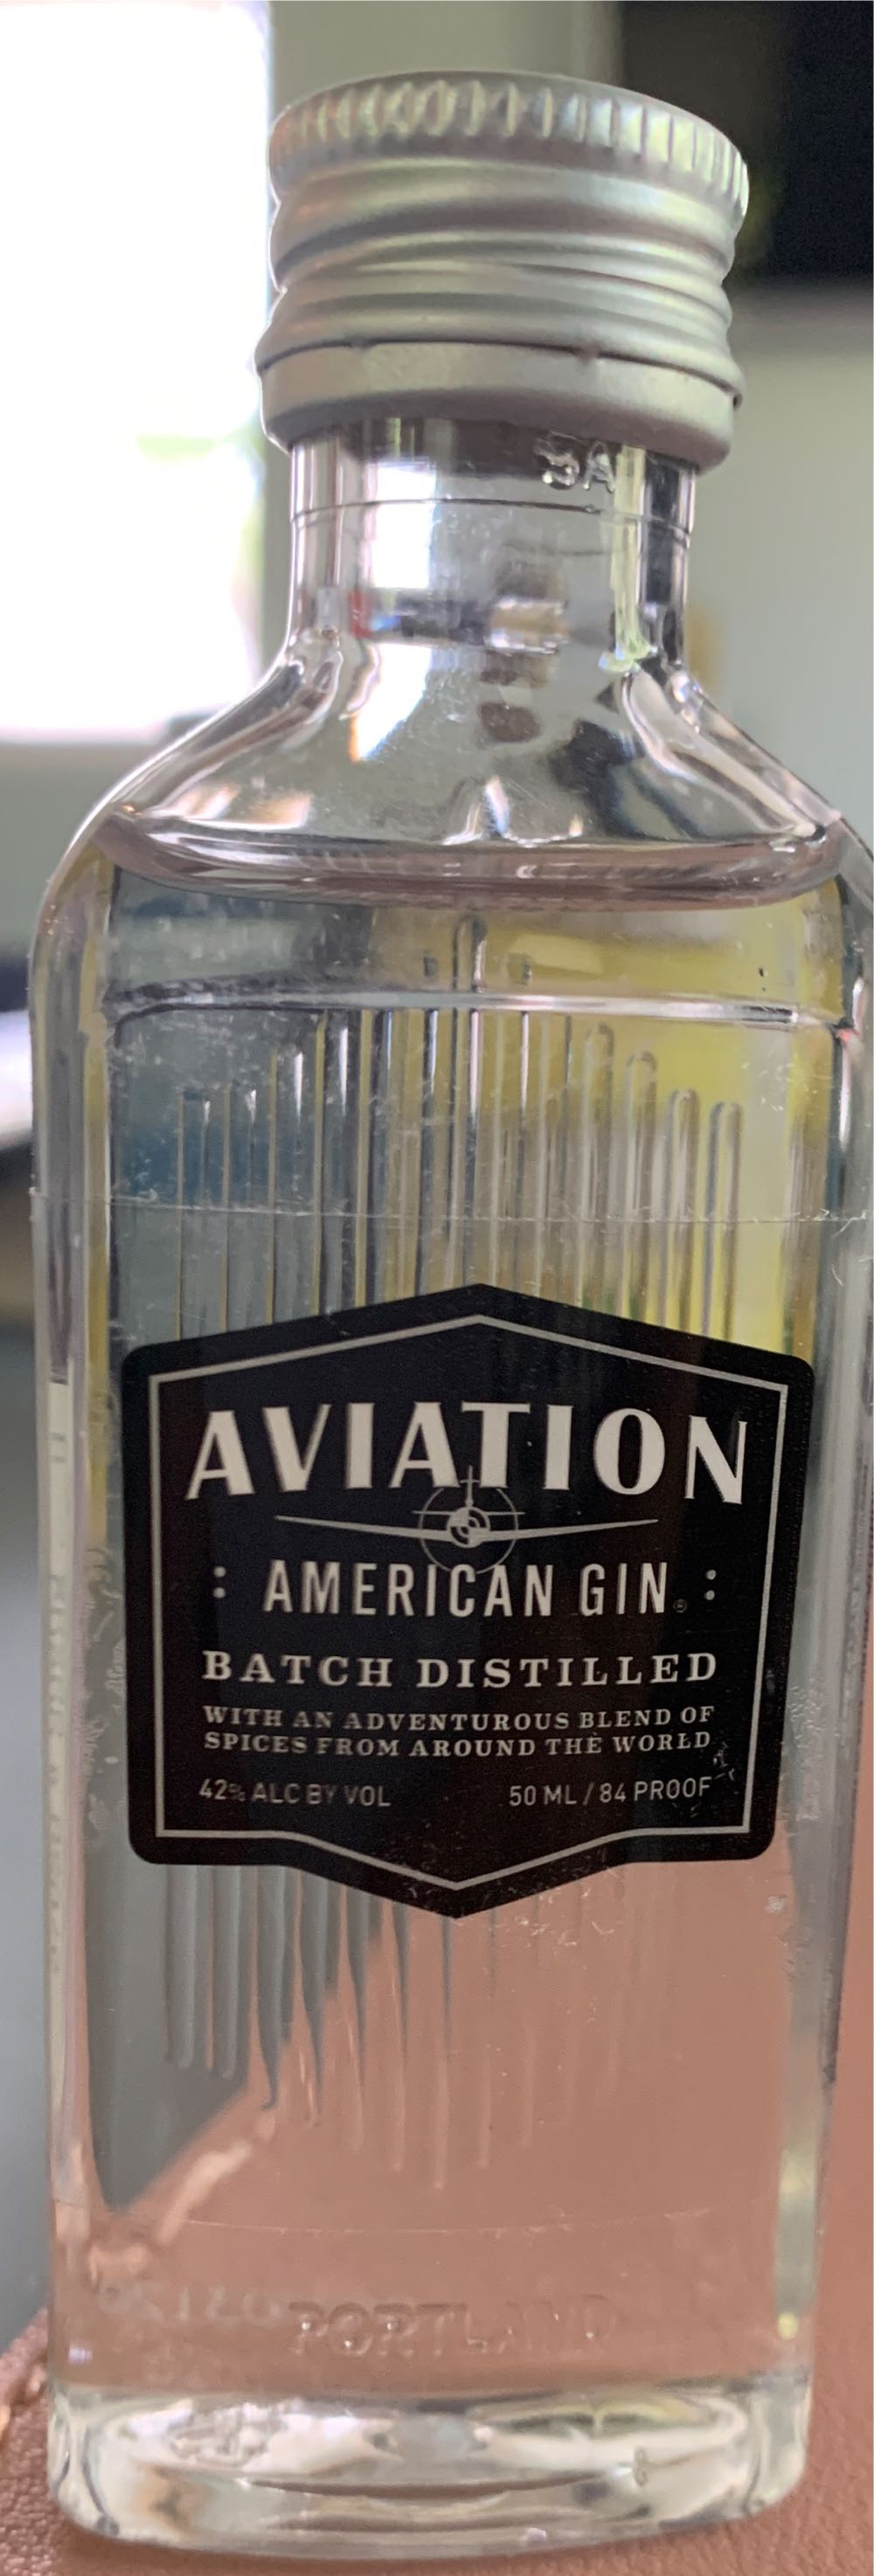 3A
AVIATION
: AMERICAN GIN® :
BATCH DISTILLED
WITH AN ADVENTUROUS BLEND OF
SPICES FROM AROUND THE WORLD
42% ALC BY VOL 50 ML / 84 PROOF
PORTLAND